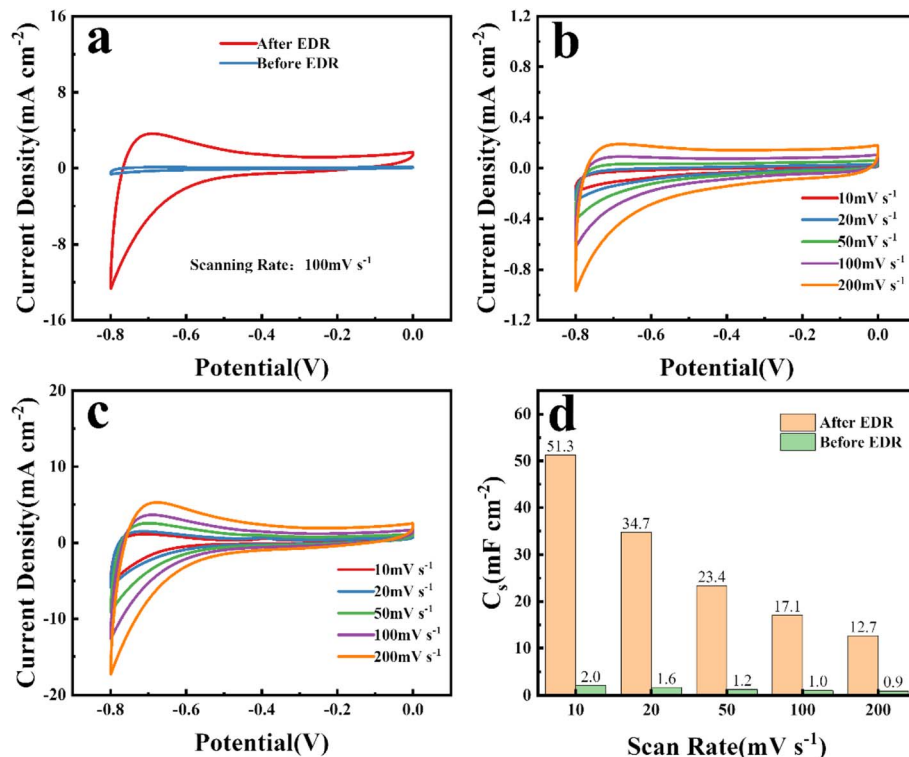 a
After EDR
Before EDR
16
8
0
-8
-16
Current Density(mA cm-2)
Scanning Rate: 100mV s-1
-0.8 -0.6 -0.4 -0.2 0.0
Potential(V)
b
1.2
0.8
0.4
0.0
-0.4
-0.8
-1.2
Current Density(mA cm-2)
10mV s-1
20mV s-1
50mV s-1
100mV s-1
200mV s-1
-0.8 -0.6 -0.4 -0.2 0.0
Potential(V)
c
20
10
0
-10
-20
Current Density(mA cm-2)
10mV s-1
20mV s-1
50mV s-1
100mV s-1
200mV s-1
-0.8 -0.6 -0.4 -0.2 0.0
Potential(V)
d
After EDR
Before EDR
60
50
40
30
20
10
0
Cs(mF cm-2)
51.3
34.7
23.4
17.1
12.7
2.0
1.6
1.2
1.0
0.9
10 20 50 100 200
Scan Rate(mV s-1)